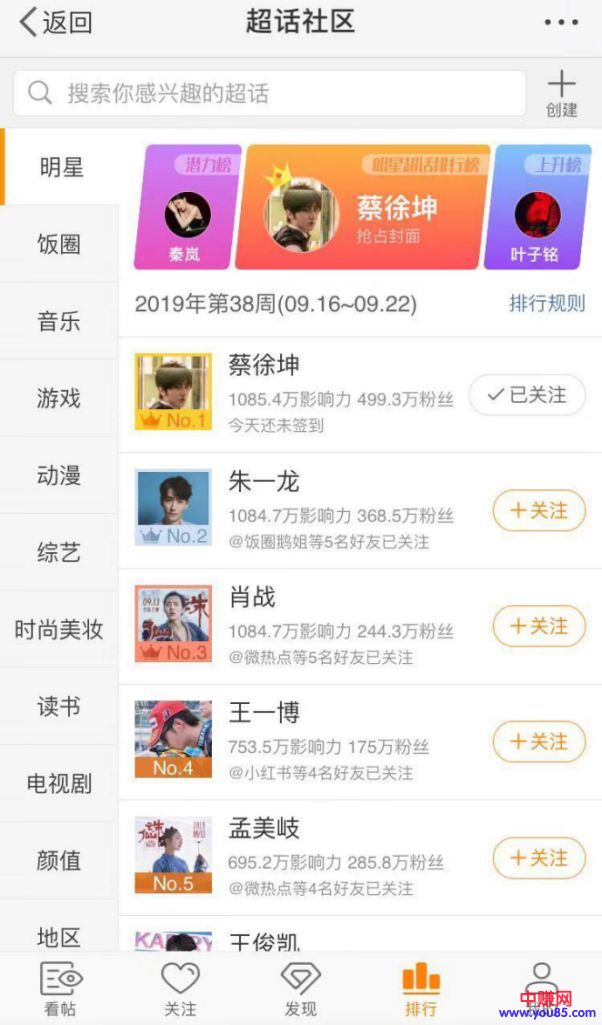 返回
超话社区
搜索你感兴趣的超话
创建
明星
饭圈
音乐
游戏
动漫
综艺
时尚美妆
读书
电视剧
颜值
地区
潜力榜
秦岚
明星超话排行榜
蔡徐坤
抢占封面
上升榜
叶子铭
2019年第38周(09.16~09.22)
排行规则
蔡徐坤
1085.4万影响力 499.3万粉丝
今天还未签到
No.1
已关注
朱一龙
1084.7万影响力 368.5万粉丝
@饭圈鹅姐等5名好友已关注
No.2
+关注
肖战
1084.7万影响力 244.3万粉丝
@微热点等5名好友已关注
09.13
诛
No.3
+关注
王一博
753.5万影响力 175万粉丝
@小红书等4名好友已关注
No.4
+关注
孟美岐
695.2万影响力 285.8万粉丝
@微热点等4名好友已关注
诛
2019
No.5
+关注
王俊凯
看帖
关注
发现
排行
中赚网
www.you85.com